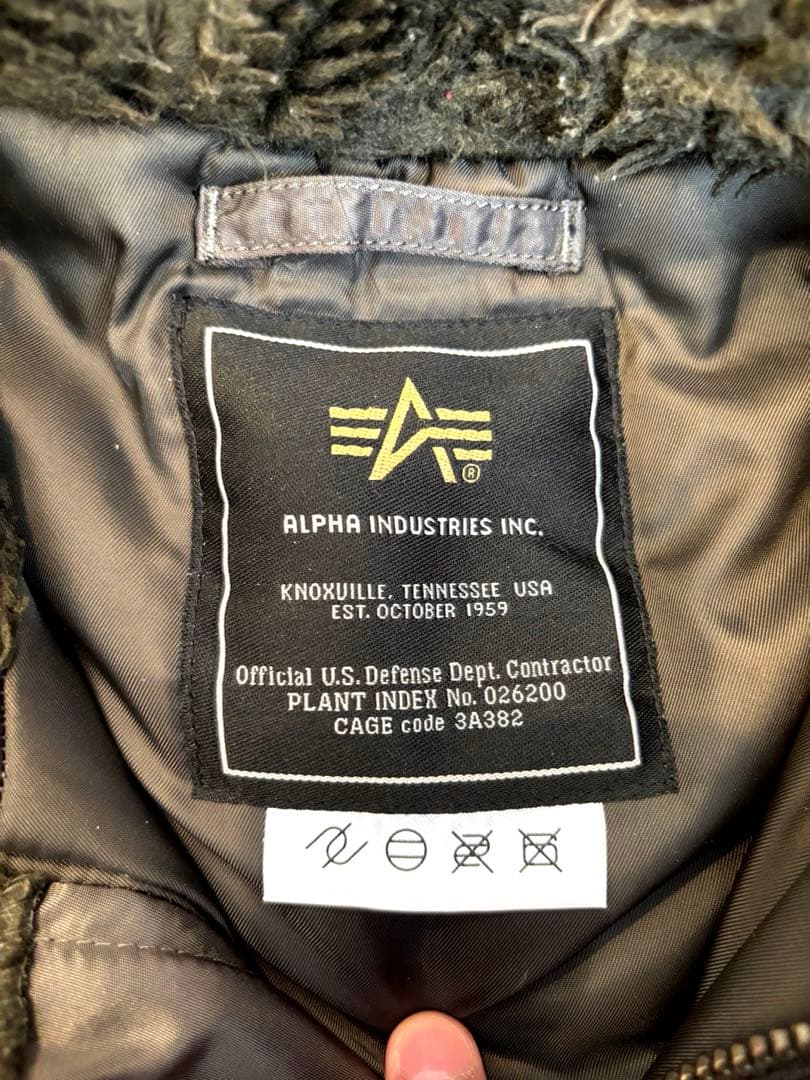 ®
ALPHA INDUSTRIES INC.
KNOXVILLE, TENNESSEE USA
EST. OCTOBER 1959
Official U.S. Defense Dept. Contractor
PLANT INDEX No. 026200
CAGE code 3A382